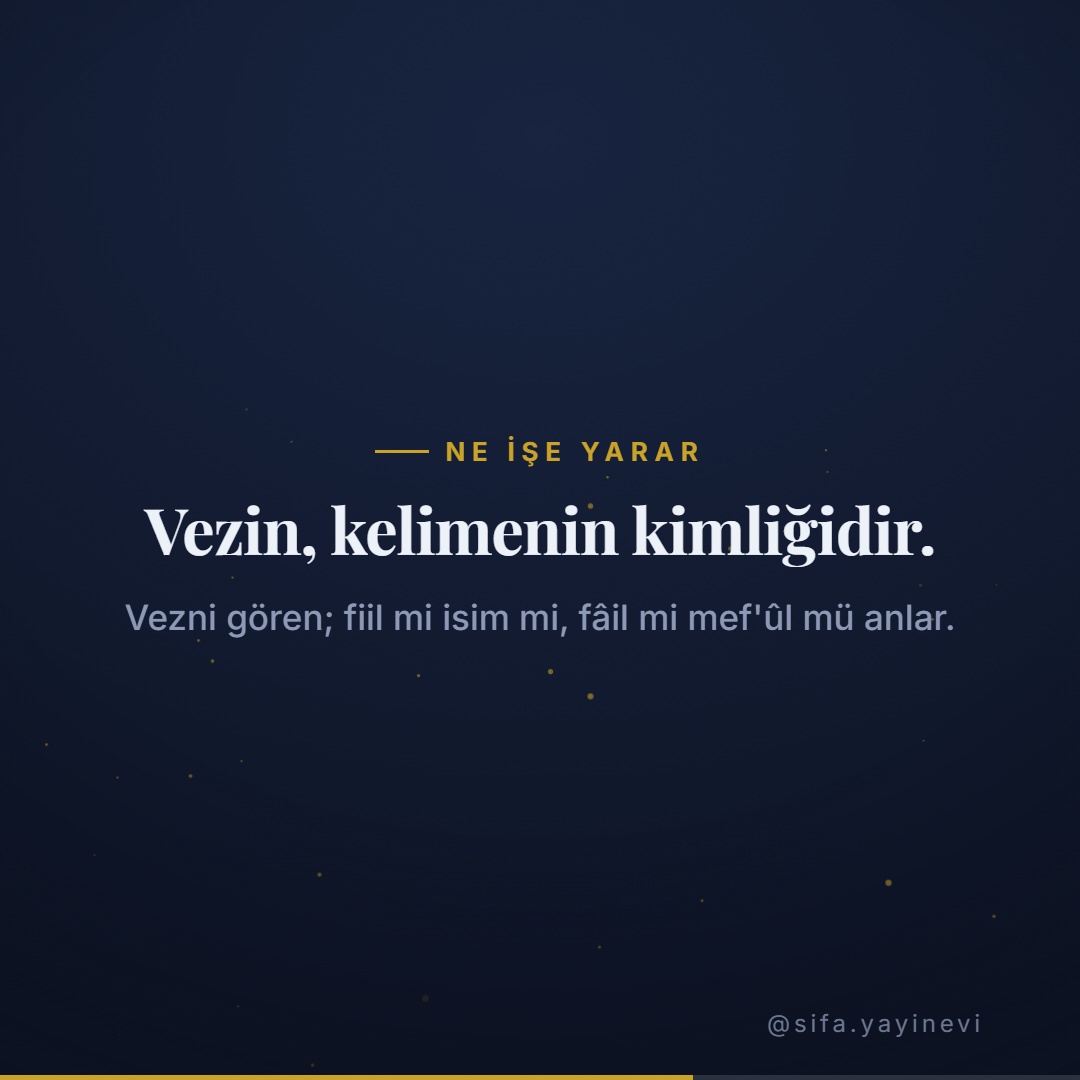 NE İŞE YARAR
Vezin, kelimenin kimliğidir.
Vezni gören; fiil mi isim mi, fâil mi mef'ûl mü anlar.
@sifa.yayinevi